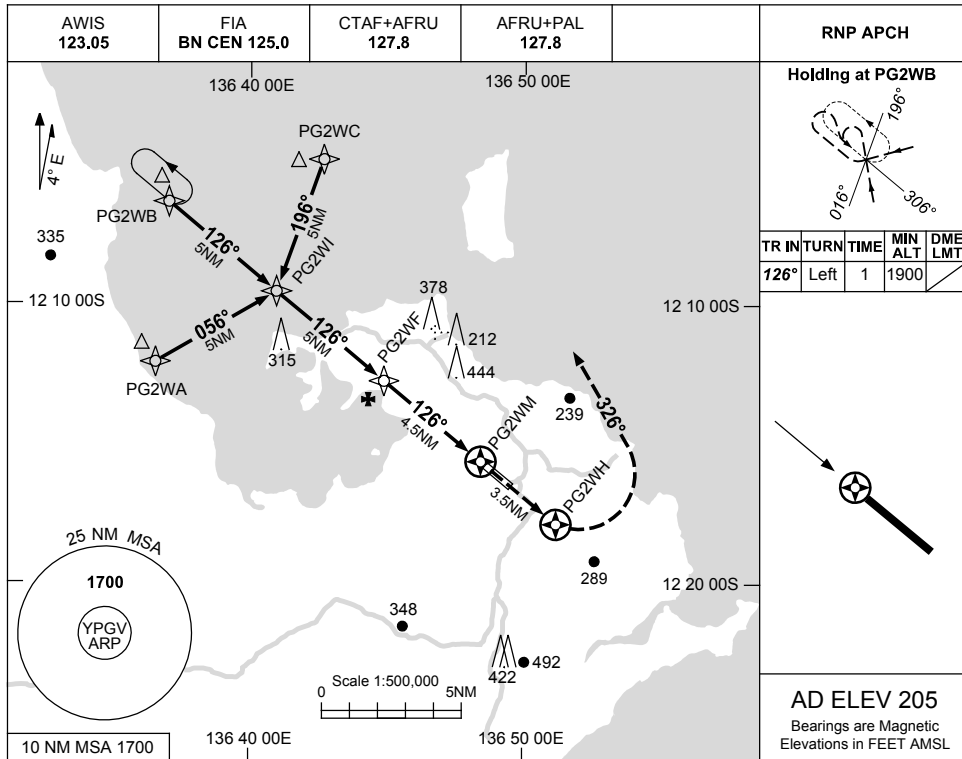 AWIS
123.05
FIA
BN CEN 125.0
CTAF+AFRU
127.8
AFRU+PAL
127.8
RNP APCH
136 40 00E
136 50 00E
4° E
PG2WC
PG2WB
126°
5NM
196°
5NM
PG2WI
335
12 10 00S
12 10 00S
056°
5NM
PG2WA
315
126°
5NM
PG2WF
378
212
444
126°
4.5NM
PG2WM
239
326°
3.5NM
PG2WH
289
12 20 00S
25 NM MSA
1700
YPGV
ARP
348
492
422
Scale 1:500,000
0
5NM
10 NM MSA 1700
136 40 00E
136 50 00E
Holding at PG2WB
196°
016°
306°
TR IN TURN TIME MIN ALT DME LMT
126° Left 1 1900
AD ELEV 205
Bearings are Magnetic
Elevations in FEET AMSL